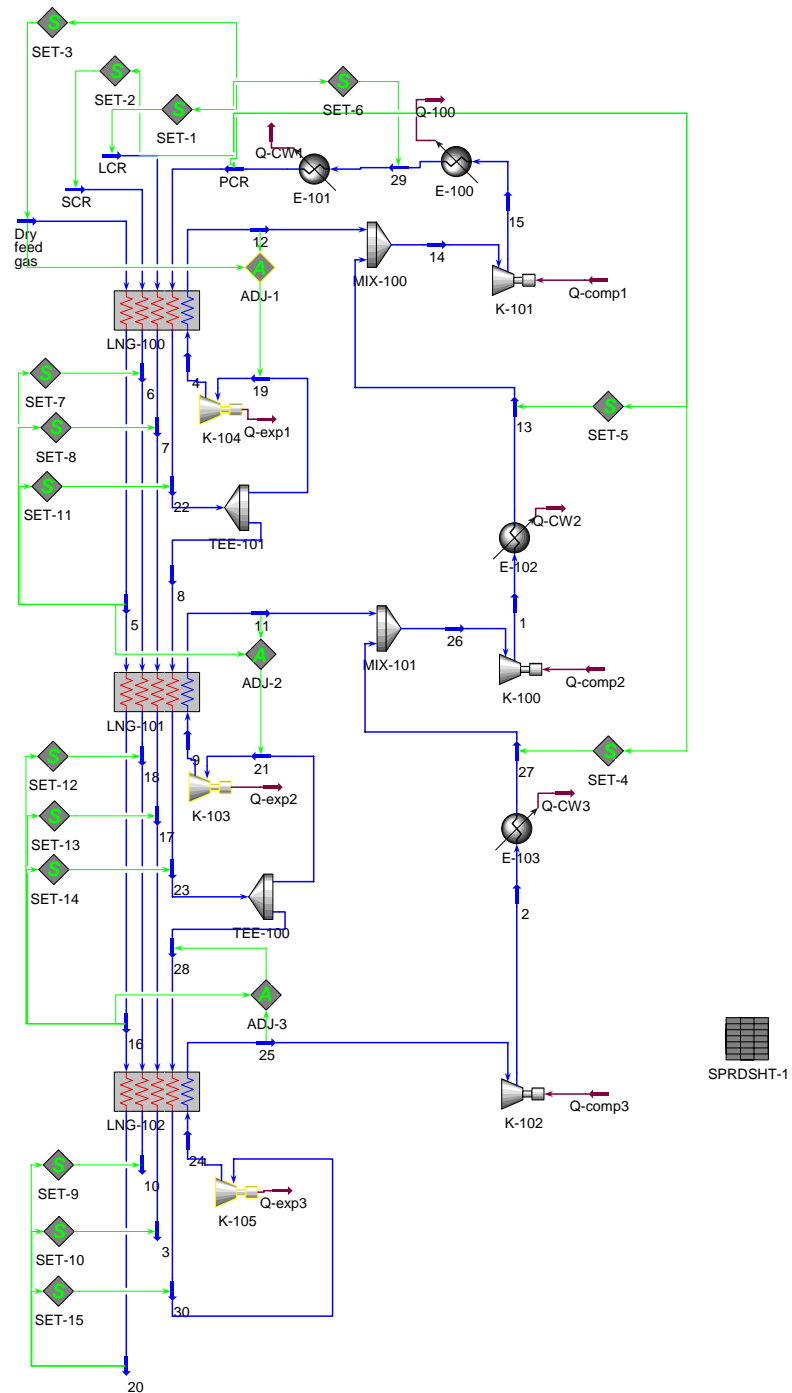 SET-3
SET-2
SET-6
SET-1
Q-100
Q-CW1
LCR
E-100
SCR
PCR
29
E-101
15
Dry
feed
gas
12
14
MIX-100
ADJ-1
K-101
Q-comp1
LNG-100
SET-7
6
4
19
K-104
Q-exp1
13
SET-5
SET-8
7
SET-11
22
TEE-101
Q-CW2
E-102
8
5
11
26
1
MIX-101
ADJ-2
K-100
Q-comp2
LNG-101
SET-12
18
9
21
27
SET-4
K-103
Q-exp2
Q-CW3
SET-13
17
E-103
SET-14
23
TEE-100
2
28
16
ADJ-3
25
SPRDSHT-1
LNG-102
K-102
Q-comp3
SET-9
24
10
K-105
Q-exp3
SET-10
3
SET-15
30
20
S
S
S
S
A
S
S
S
S
A
S
S
S
S
A
S
S
S